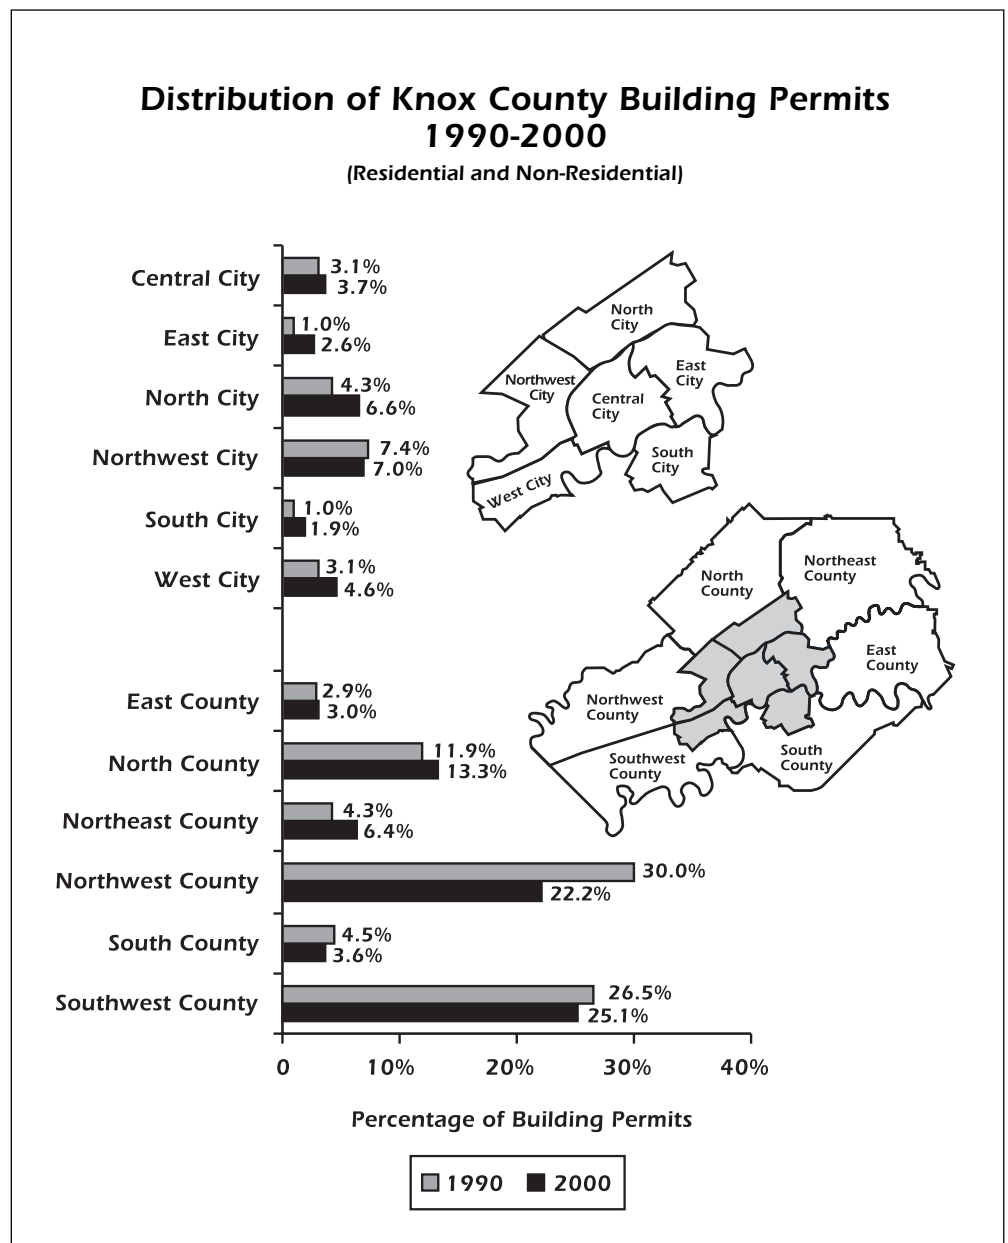 Distribution of Knox County Building Permits
1990-2000
(Residential and Non-Residential)
Central City
3.1%
3.7%
East City
1.0%
2.6%
North City
4.3%
6.6%
Northwest City
7.4%
7.0%
South City
1.0%
1.9%
West City
3.1%
4.6%
East County
2.9%
3.0%
North County
11.9%
13.3%
Northeast County
4.3%
6.4%
Northwest County
30.0%
22.2%
South County
4.5%
3.6%
Southwest County
26.5%
25.1%
0 10% 20% 30% 40%
Percentage of Building Permits
1990 2000
North
City
Northwest
City
Central
City
East
City
South
City
West City
North
County
Northeast
County
East
County
Northwest
County
Southwest
County
South
County